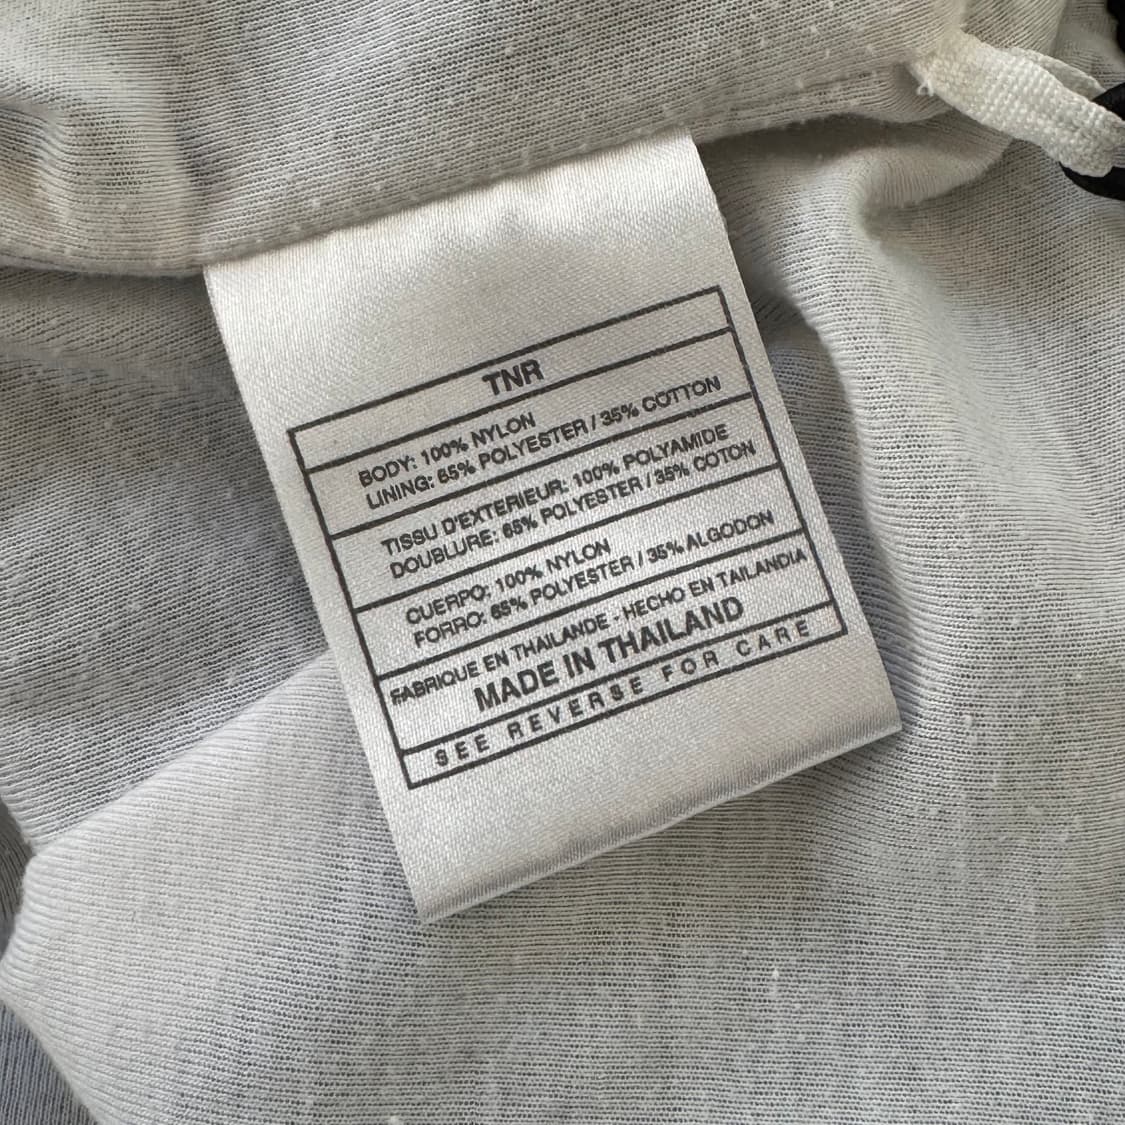 TNR
BODY: 100% NYLON
LINING: 65% POLYESTER / 35% COTTON
TISSU D'EXTERIEUR: 100% POLYAMIDE
DOUBLURE: 65% POLYESTER / 35% COTON
CUERPO: 100% NYLON
FORRO: 65% POLYESTER / 35% ALGODON
FABRIQUE EN THAILANDE - HECHO EN TAILANDIA
MADE IN THAILAND
SEE REVERSE FOR CARE